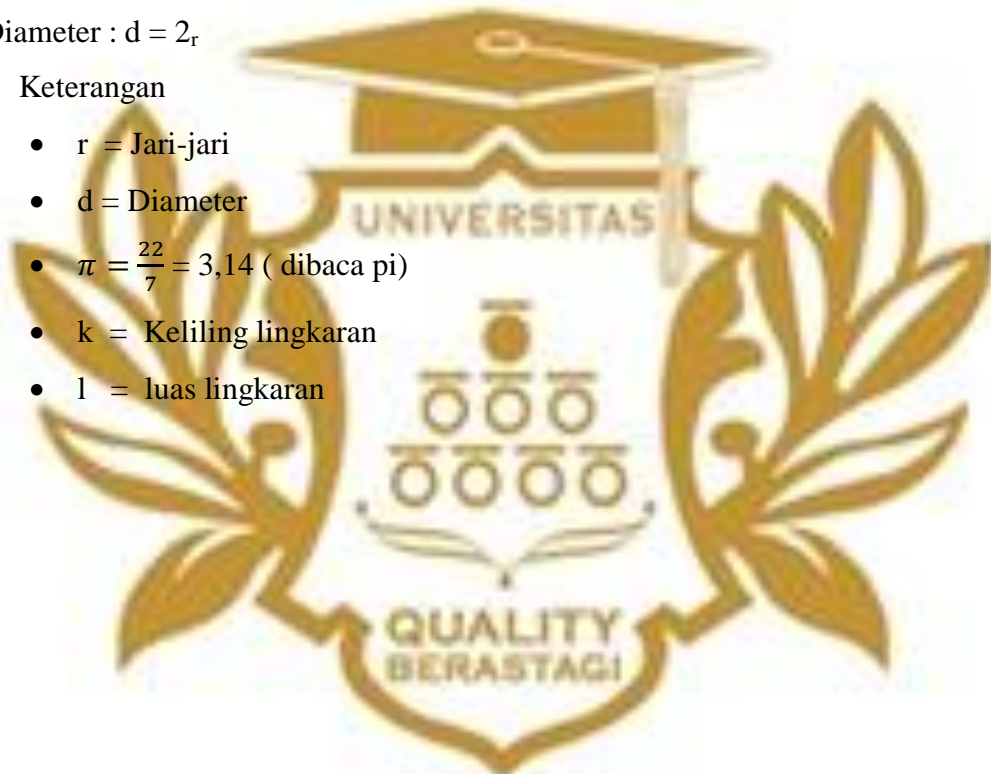 Diameter : d = 2ᵣ
Keterangan
• r = Jari-jari
• d = Diameter
• 𝜋 = 22/7 = 3,14 ( dibaca pi)
• k = Keliling lingkaran
• l = luas lingkaran
UNIVERSITAS
QUALITY
BERASTAGI